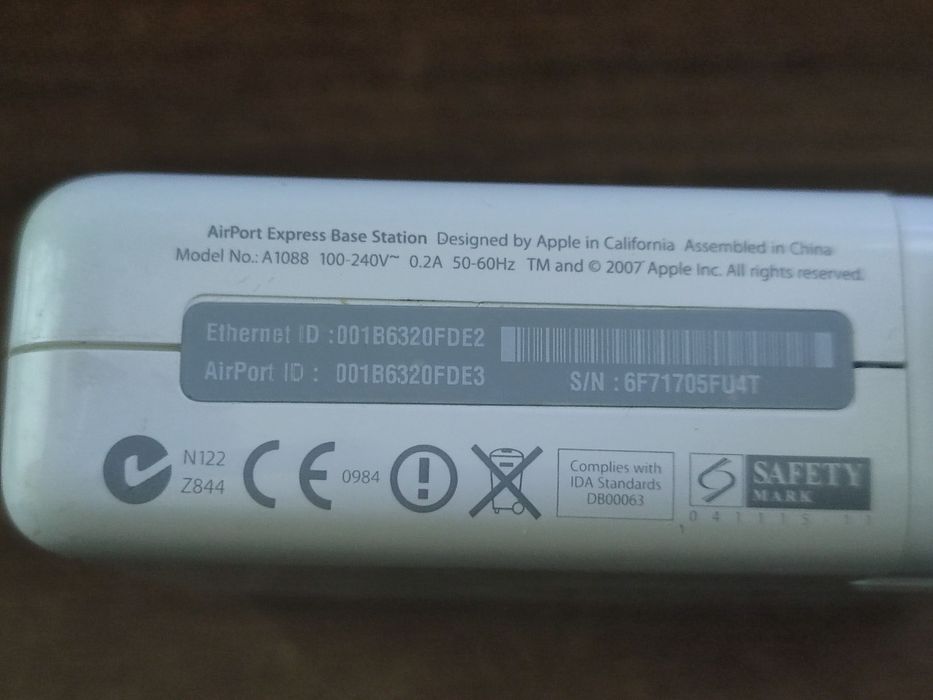 AirPort Express Base Station Designed by Apple in California Assembled in China
Model No.: A1088 100-240V~ 0.2A 50-60Hz TM and © 2007 Apple Inc. All rights reserved.
Ethernet ID :001B6320FDE2
AirPort ID : 001B6320FDE3
S/N : 6F71705FU4T
N122
Z844
CE 0984
Complies with
IDA Standards
DB00063
SAFETY
MARK